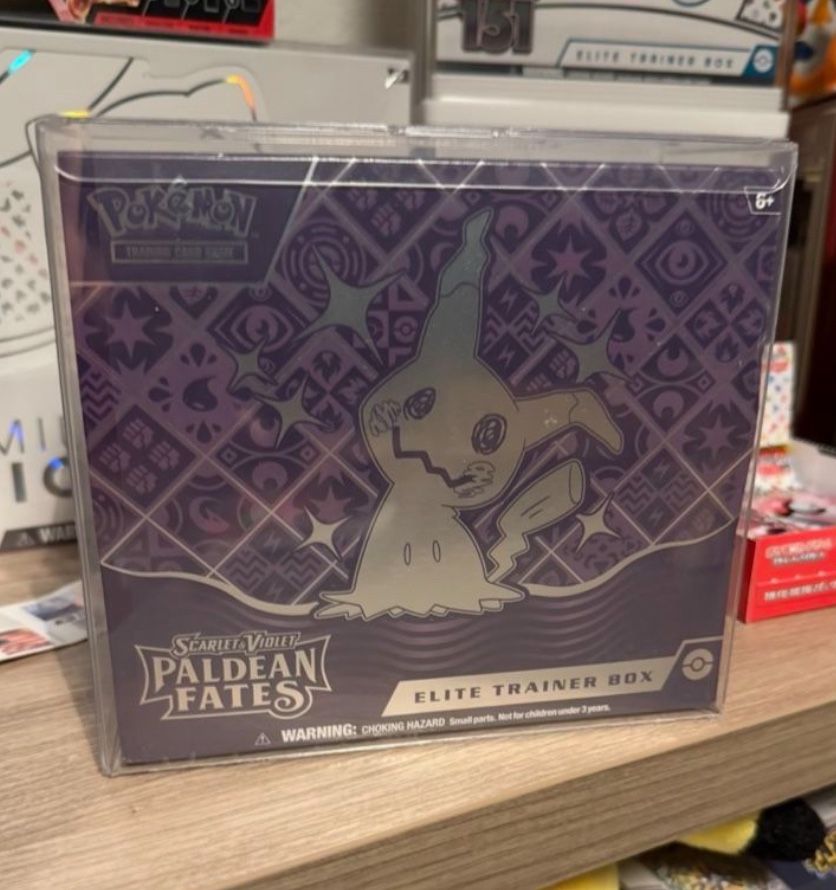 151
ELITE TRAINER BOX
6+
POKÉMON
TRADING CARD GAME
SCARLET & VIOLET
PALDEAN
FATES
ELITE TRAINER BOX
WARNING: CHOKING HAZARD Small parts. Not for children under 3 years.